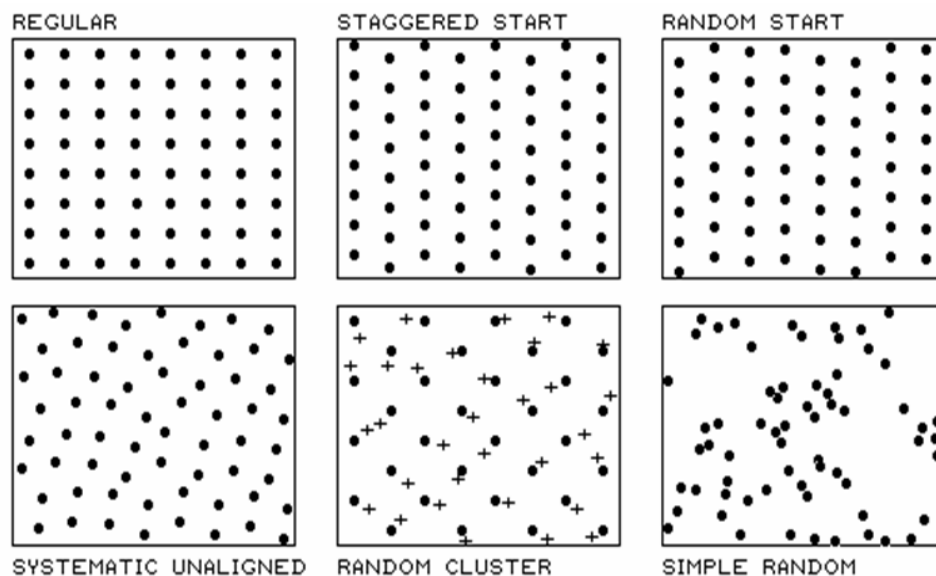 REGULAR
STAGGERED START
RANDOM START
SYSTEMATIC UNALIGNED
RANDOM CLUSTER
SIMPLE RANDOM